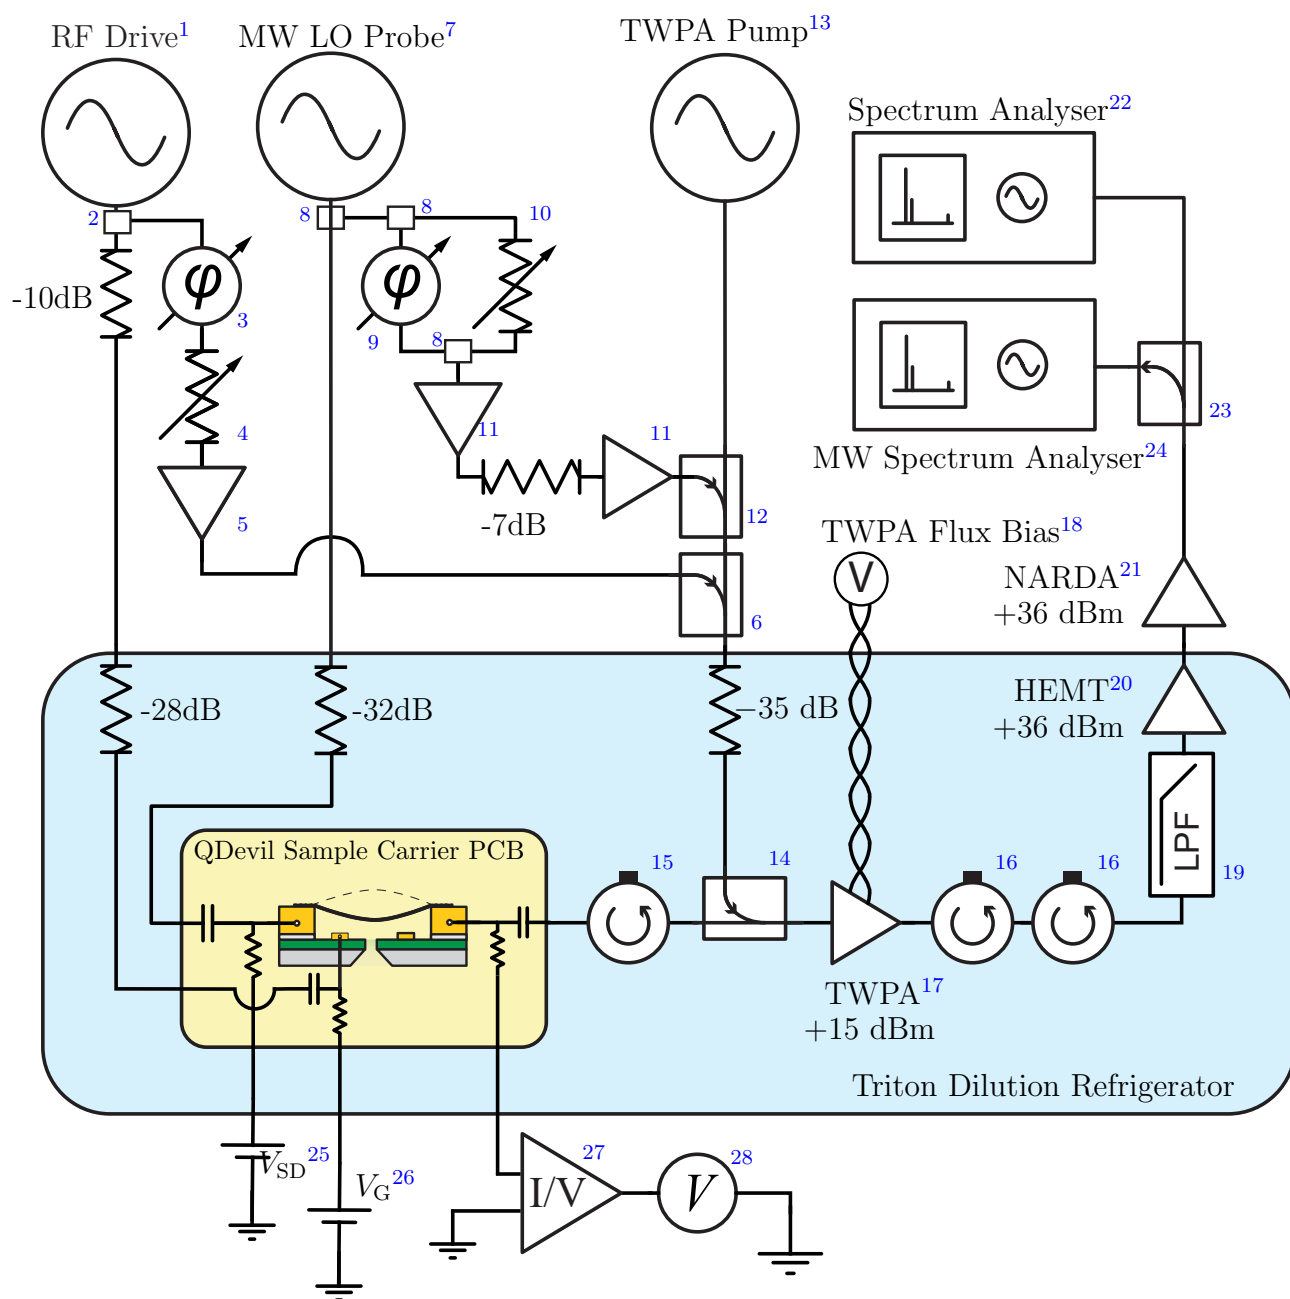 RF Drive1
MW LO Probe7
TWPA Pump13
Spectrum Analyser22
2
8
8
10
-10dB
φ
φ
3
9
8
4
11
11
23
MW Spectrum Analyser24
-7dB
12
5
TWPA Flux Bias18
V
NARDA21
+36 dBm
6
-28dB
-32dB
−35 dB
HEMT20
+36 dBm
LPF
QDevil Sample Carrier PCB
15
14
16
16
19
TWPA17
+15 dBm
Triton Dilution Refrigerator
VSD25
VG26
I/V
27
V
28